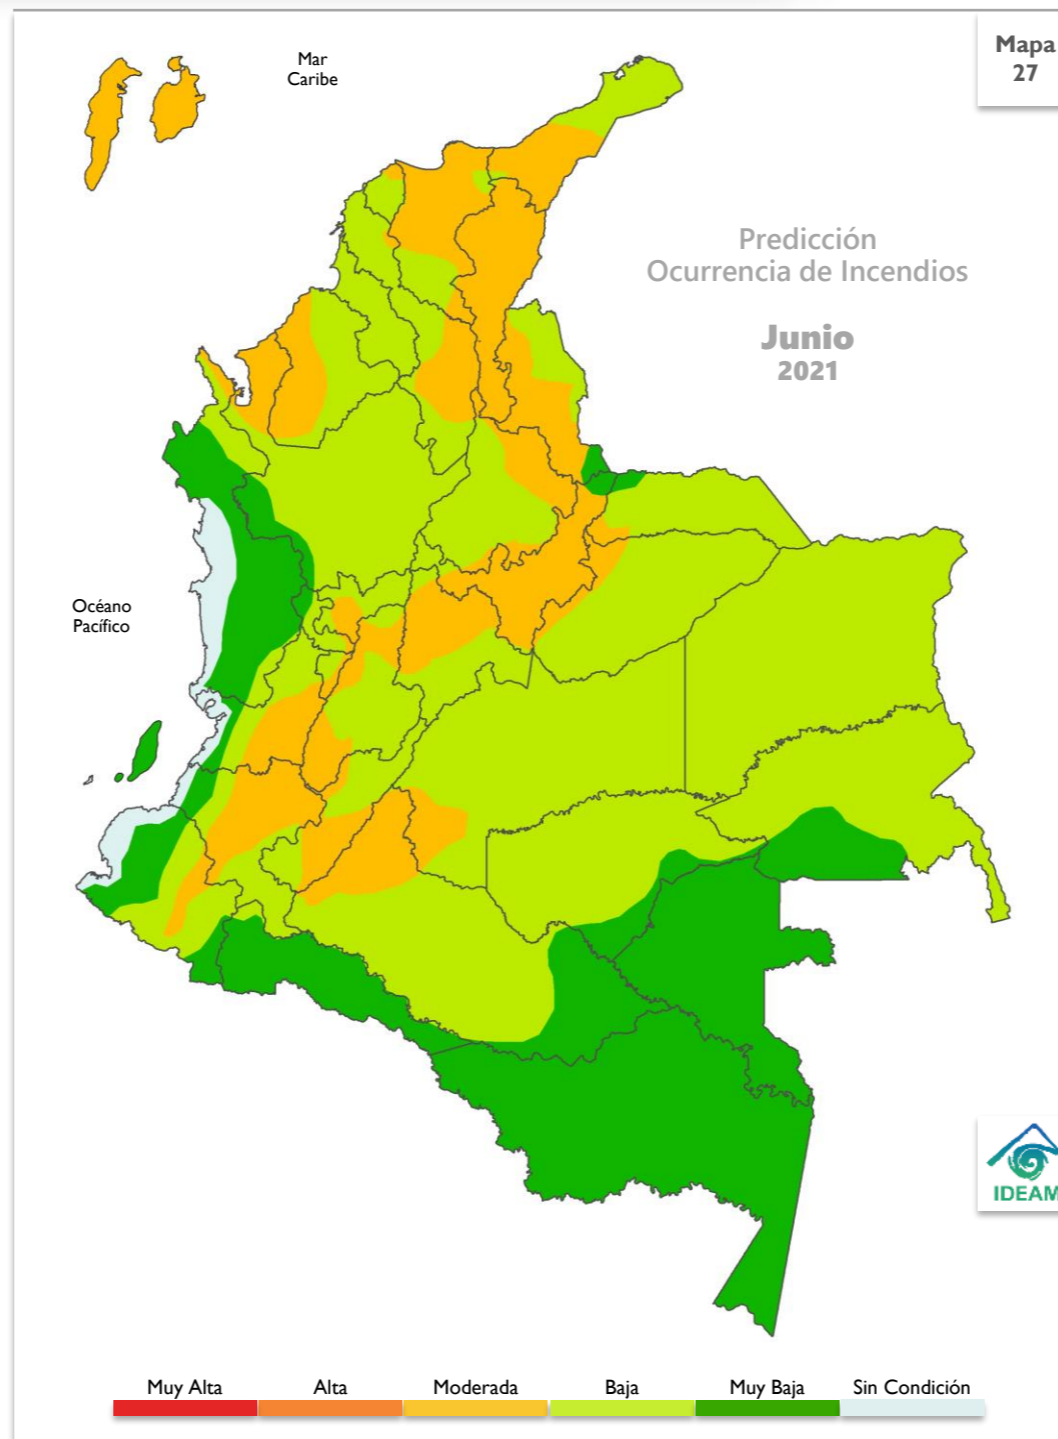 Mapa
27
Mar
Caribe
Predicción
Ocurrencia de Incendios
Junio
2021
Océano
Pacífico
IDEAM
Muy Alta
Alta
Moderada
Baja
Muy Baja
Sin Condición